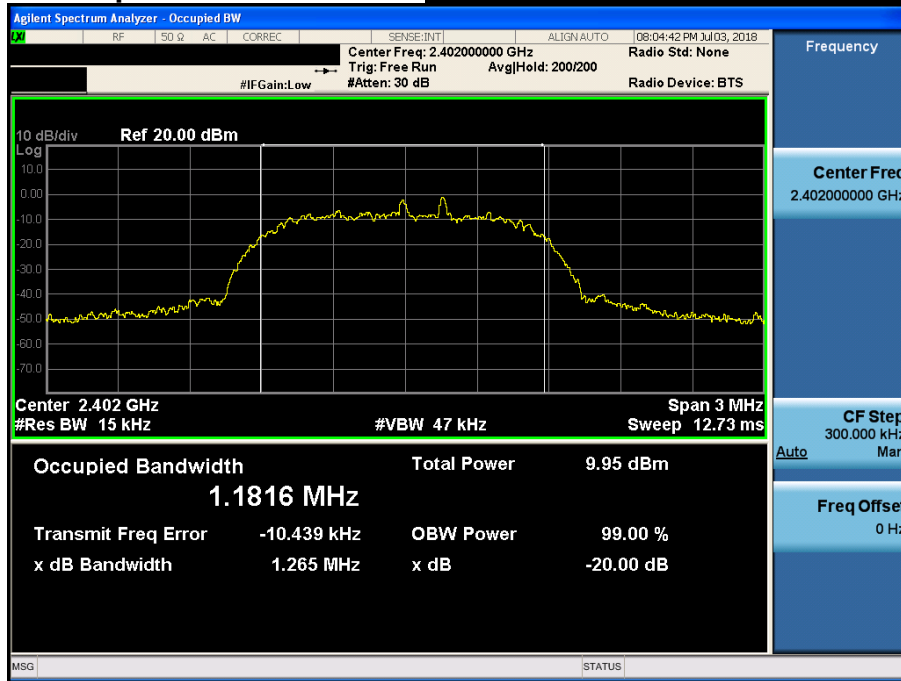 Agilent Spectrum Analyzer - Occupied BW
LXI RF 50 Ω AC CORREC SENSE:INT ALIGN AUTO 08:04:42 PM Jul 03, 2018
Center Freq: 2.402000000 GHz Radio Std: None
Trig: Free Run Avg|Hold: 200/200
#IFGain:Low #Atten: 30 dB Radio Device: BTS
Frequency
10 dB/div Ref 20.00 dBm
Log
10.0
0.00
-10.0
-20.0
-30.0
-40.0
-50.0
-60.0
-70.0
Center 2.402 GHz Span 3 MHz
#Res BW 15 kHz #VBW 47 kHz Sweep 12.73 ms
Center Freq
2.402000000 GHz
CF Step
300.000 kHz
Auto Man
Freq Offset
0 Hz
Occupied Bandwidth Total Power 9.95 dBm
1.1816 MHz
Transmit Freq Error -10.439 kHz OBW Power 99.00 %
x dB Bandwidth 1.265 MHz x dB -20.00 dB
MSG STATUS